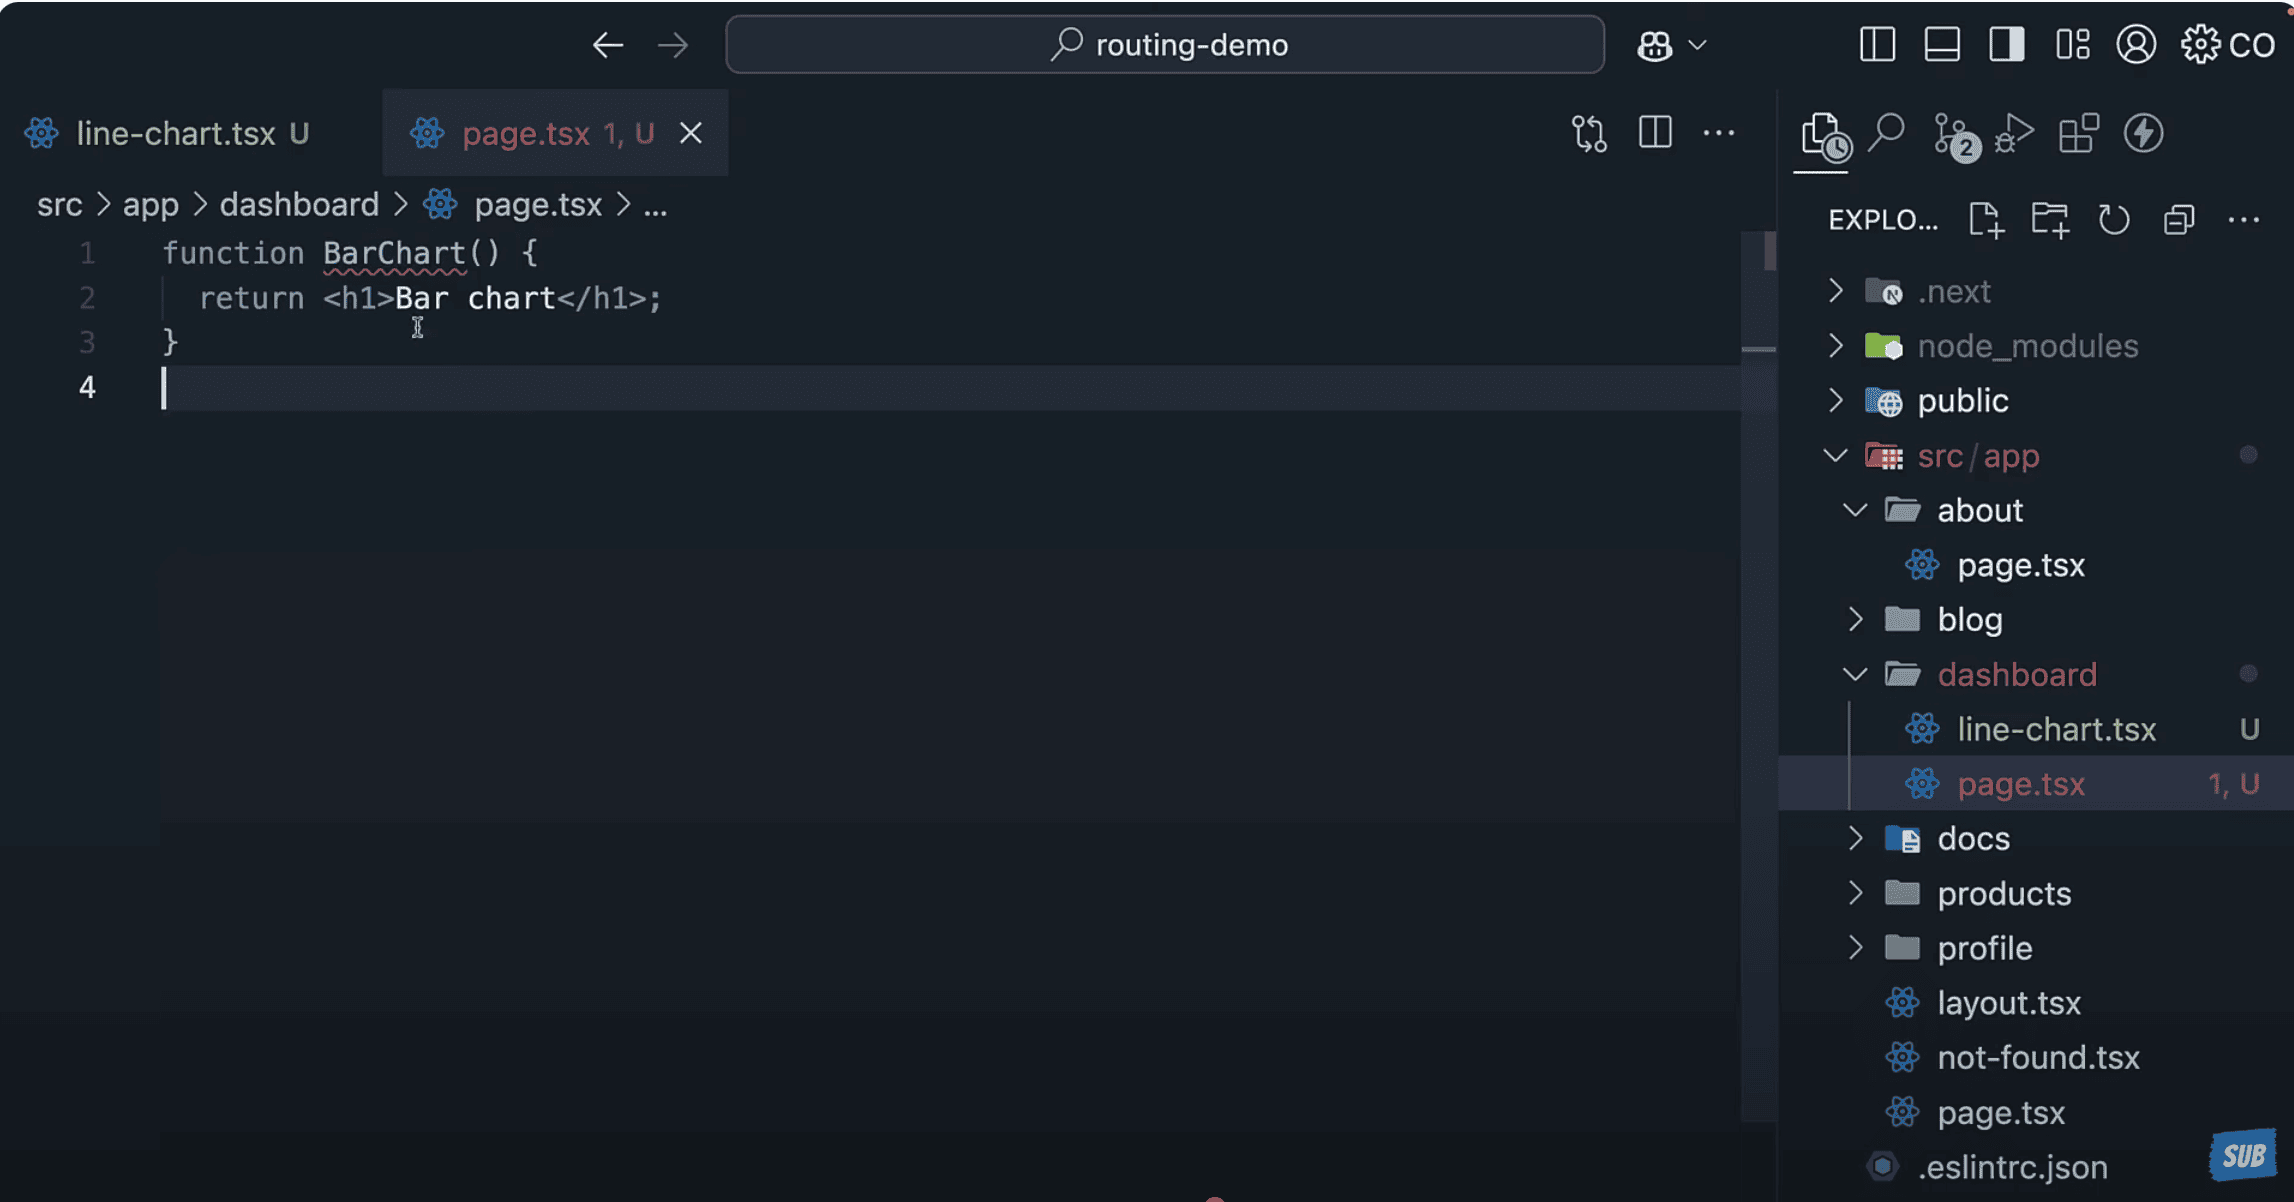 routing-demo
CO
line-chart.tsx U
page.tsx 1, U
src > app > dashboard > page.tsx > ...
1 function BarChart() {
2 return <h1>Bar chart</h1>;
3 }
4
2
EXPLO...
.next
node_modules
public
src/app
about
page.tsx
blog
dashboard
line-chart.tsx U
page.tsx 1, U
docs
products
profile
layout.tsx
not-found.tsx
page.tsx
.eslintrc.json
SUB